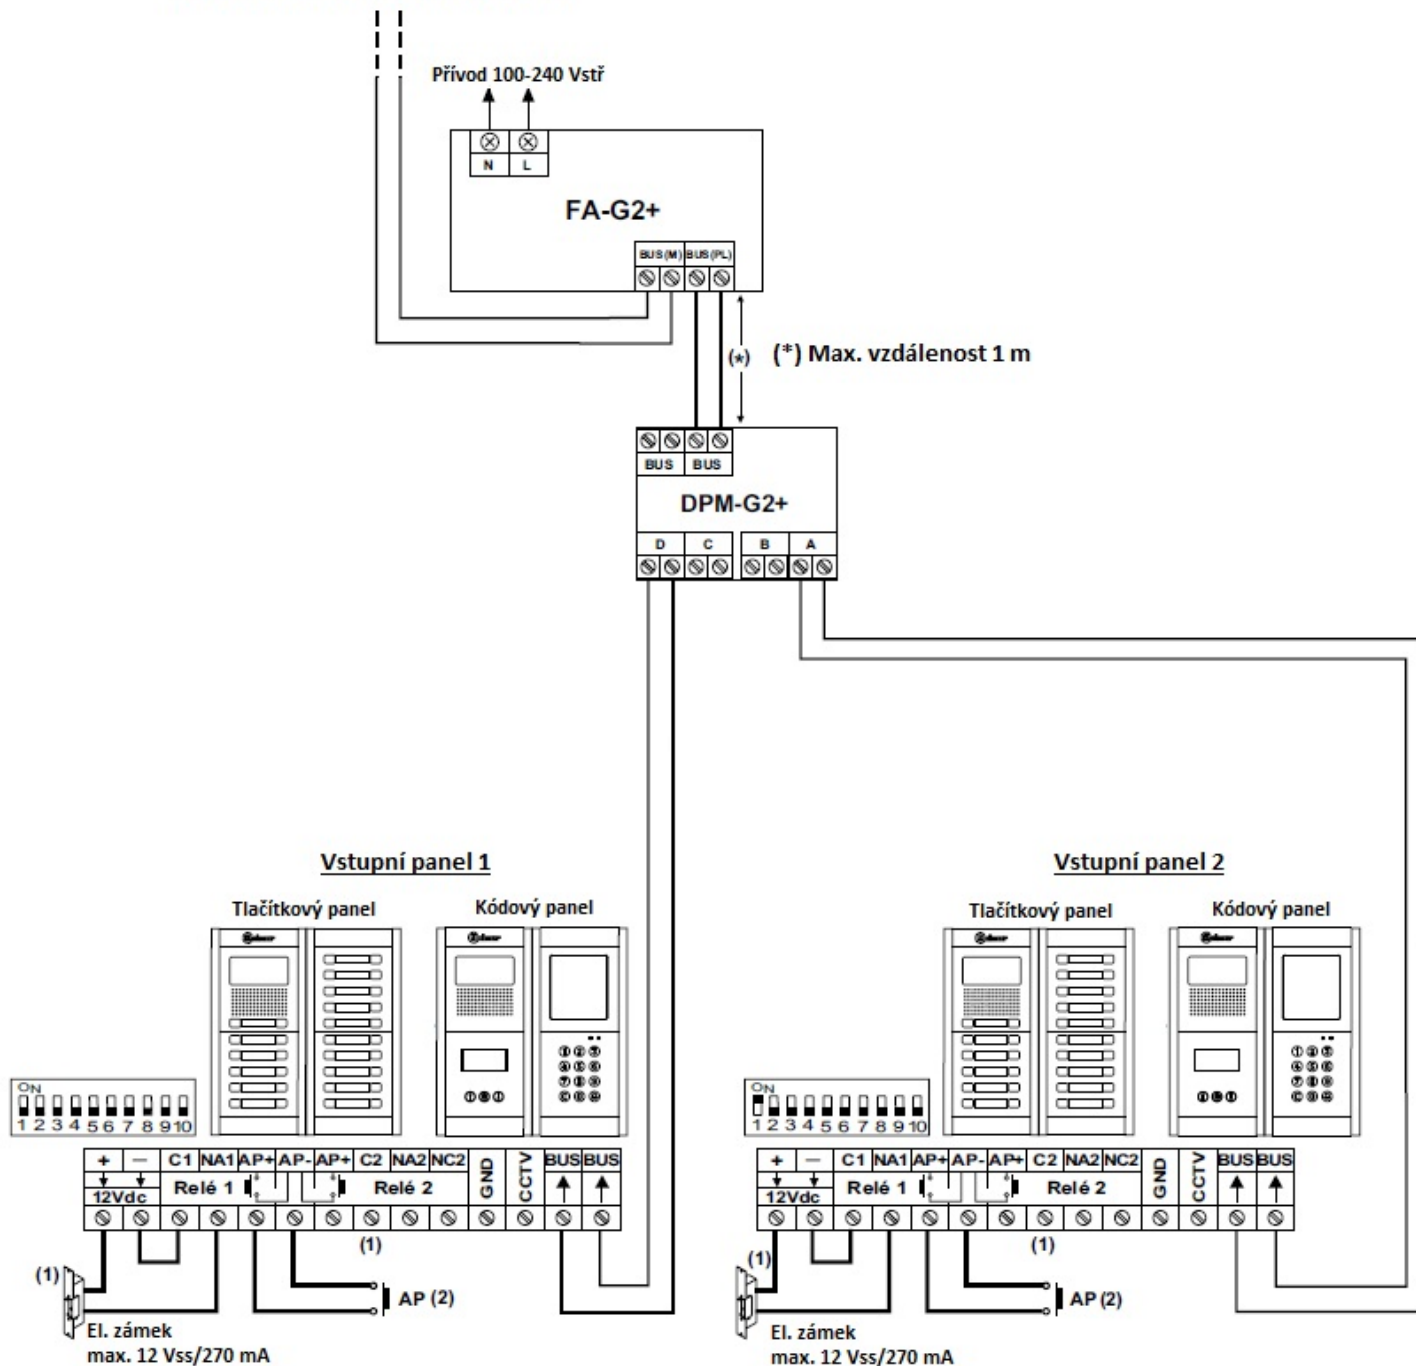 Přívod 100-240 Vstř
N L
FA-G2+
BUS(M) BUS(PL)
(*) (*) Max. vzdálenost 1 m
BUS BUS
DPM-G2+
D C B A
Vstupní panel 1
Tlačítkový panel Kódový panel
ON
1 2 3 4 5 6 7 8 9 10
+ — C1 NA1 AP+ AP- AP+ C2 NA2 NC2 GND CCTV BUS BUS
12Vdc Relé 1 Relé 2
(1)
(1)
AP (2)
El. zámek
max. 12 Vss/270 mA
Vstupní panel 2
Tlačítkový panel Kódový panel
ON
1 2 3 4 5 6 7 8 9 10
+ — C1 NA1 AP+ AP- AP+ C2 NA2 NC2 GND CCTV BUS BUS
12Vdc Relé 1 Relé 2
(1)
(1)
AP (2)
El. zámek
max. 12 Vss/270 mA